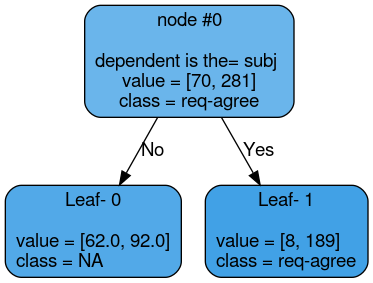 node #0
dependent is the= subj
value = [70, 281]
class = req-agree
No
Yes
Leaf- 0
value = [62.0, 92.0]
class = NA
Leaf- 1
value = [8, 189]
class = req-agree